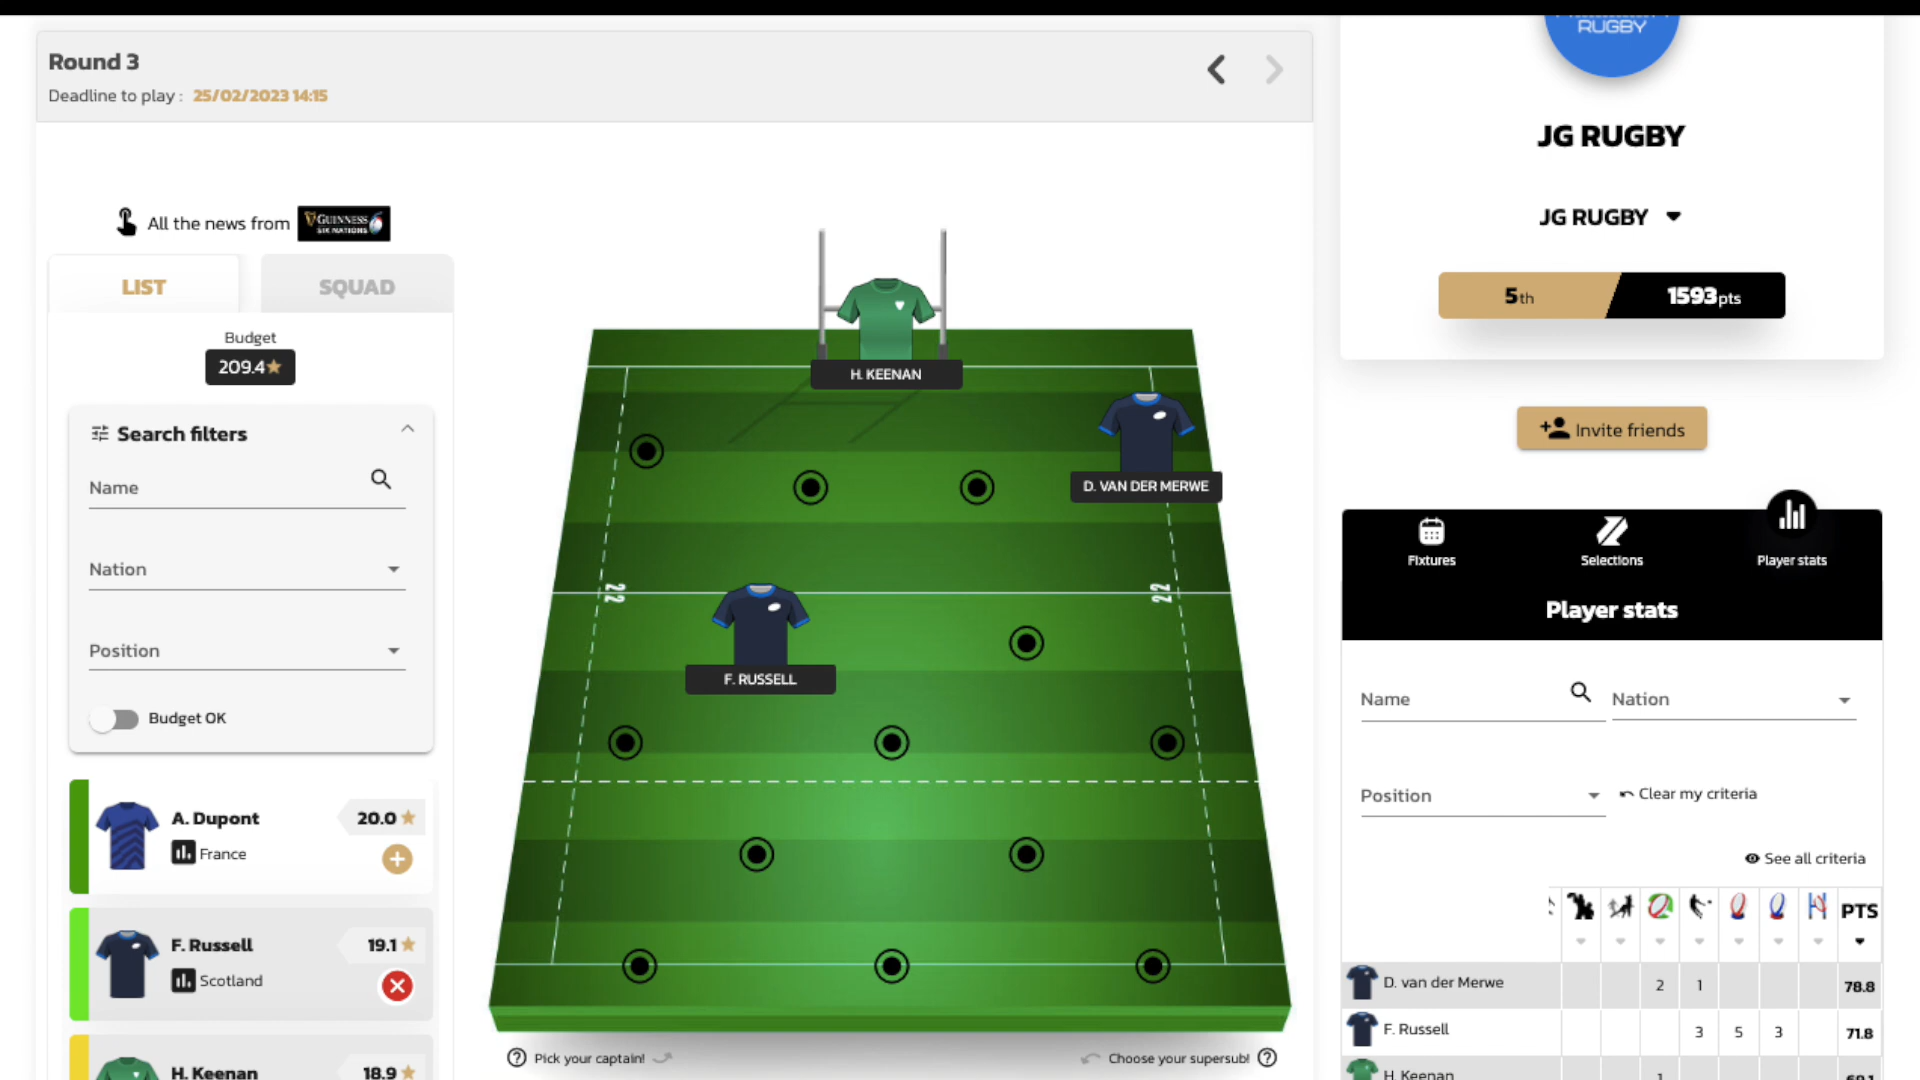 Round 3
Deadline to play : 25/02/2023 14:15
All the news from GUINNESS
SIX NATIONS
LIST
SQUAD
Budget
209.4
Search filters
Name
Nation
Position
Budget OK
A. Dupont 20.0
France
F. Russell 19.1
Scotland
H. Keenan 18.9
H. KEENAN
D. VAN DER MERWE
22
22
F. RUSSELL
Pick your captain!
Choose your supersub!
RUGBY
JG RUGBY
JG RUGBY
5th 1593pts
Invite friends
Fixtures
Selections
Player stats
Player stats
Name
Nation
Position
Clear my criteria
See all criteria
PTS
D. van der Merwe 2 1 78.8
F. Russell 3 5 3 71.8
H. Keenan 1